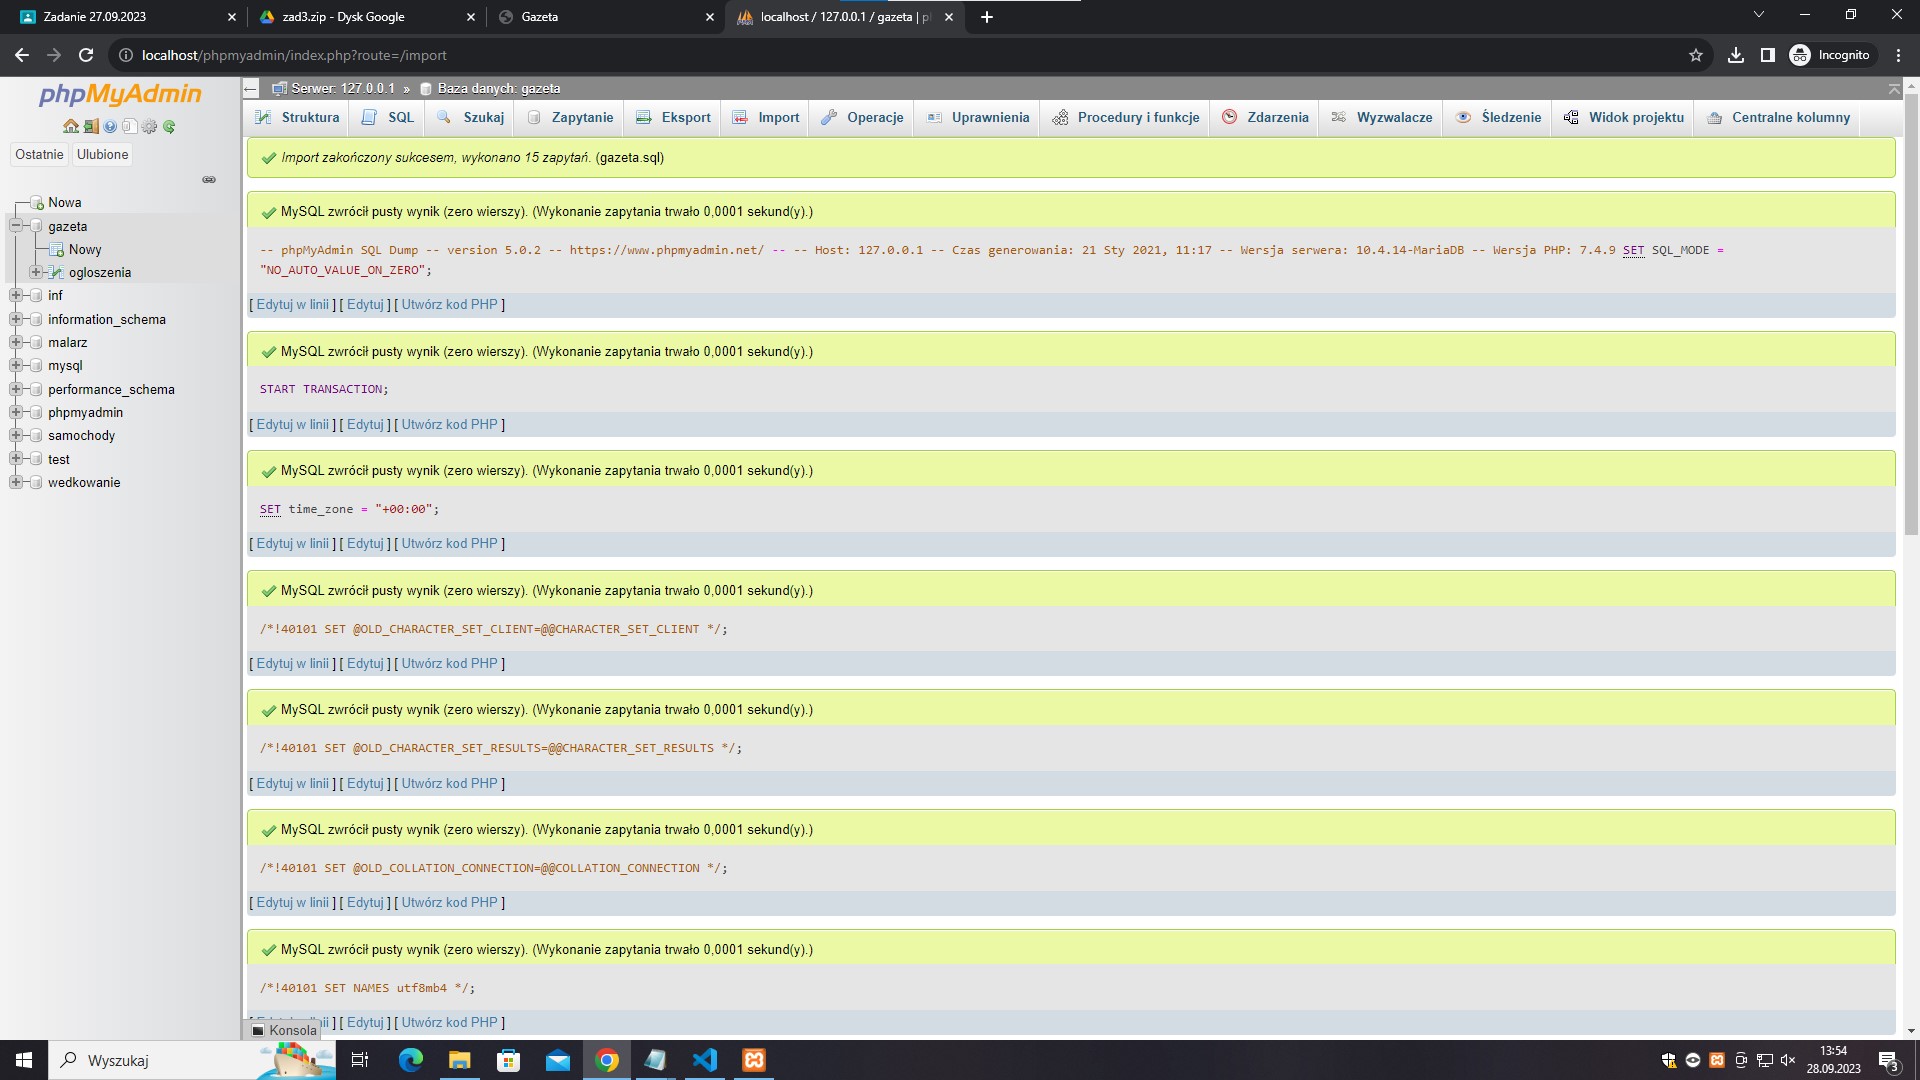 Zadanie 27.09.2023
zad3.zip - Dysk Google
Gazeta
localhost / 127.0.0.1 / gazeta | p
localhost/phpmyadmin/index.php?route=/import
Incognito
phpMyAdmin
Ostatnie
Ulubione
Nowa
gazeta
Nowy
ogloszenia
inf
information_schema
malarz
mysql
performance_schema
phpmyadmin
samochody
test
wedkowanie
Serwer: 127.0.0.1 » Baza danych: gazeta
Struktura SQL Szukaj Zapytanie Eksport Import Operacje Uprawnienia Procedury i funkcje Zdarzenia Wyzwalacze Śledzenie Widok projektu Centralne kolumny
Import zakończony sukcesem, wykonano 15 zapytań. (gazeta.sql)
MySQL zwrócił pusty wynik (zero wierszy). (Wykonanie zapytania trwało 0,0001 sekund(y).)
-- phpMyAdmin SQL Dump -- version 5.0.2 -- https://www.phpmyadmin.net/ -- -- Host: 127.0.0.1 -- Czas generowania: 21 Sty 2021, 11:17 -- Wersja serwera: 10.4.14-MariaDB -- Wersja PHP: 7.4.9 SET SQL_MODE =
"NO_AUTO_VALUE_ON_ZERO";
[ Edytuj w linii ] [ Edytuj ] [ Utwórz kod PHP ]
MySQL zwrócił pusty wynik (zero wierszy). (Wykonanie zapytania trwało 0,0001 sekund(y).)
START TRANSACTION;
[ Edytuj w linii ] [ Edytuj ] [ Utwórz kod PHP ]
MySQL zwrócił pusty wynik (zero wierszy). (Wykonanie zapytania trwało 0,0001 sekund(y).)
SET time_zone = "+00:00";
[ Edytuj w linii ] [ Edytuj ] [ Utwórz kod PHP ]
MySQL zwrócił pusty wynik (zero wierszy). (Wykonanie zapytania trwało 0,0001 sekund(y).)
/*!40101 SET @OLD_CHARACTER_SET_CLIENT=@@CHARACTER_SET_CLIENT */;
[ Edytuj w linii ] [ Edytuj ] [ Utwórz kod PHP ]
MySQL zwrócił pusty wynik (zero wierszy). (Wykonanie zapytania trwało 0,0001 sekund(y).)
/*!40101 SET @OLD_CHARACTER_SET_RESULTS=@@CHARACTER_SET_RESULTS */;
[ Edytuj w linii ] [ Edytuj ] [ Utwórz kod PHP ]
MySQL zwrócił pusty wynik (zero wierszy). (Wykonanie zapytania trwało 0,0001 sekund(y).)
/*!40101 SET @OLD_COLLATION_CONNECTION=@@COLLATION_CONNECTION */;
[ Edytuj w linii ] [ Edytuj ] [ Utwórz kod PHP ]
MySQL zwrócił pusty wynik (zero wierszy). (Wykonanie zapytania trwało 0,0001 sekund(y).)
/*!40101 SET NAMES utf8mb4 */;
] [ Edytuj ] [ Utwórz kod PHP ]
Konsola
Wyszukaj
13:54
28.09.2023
3